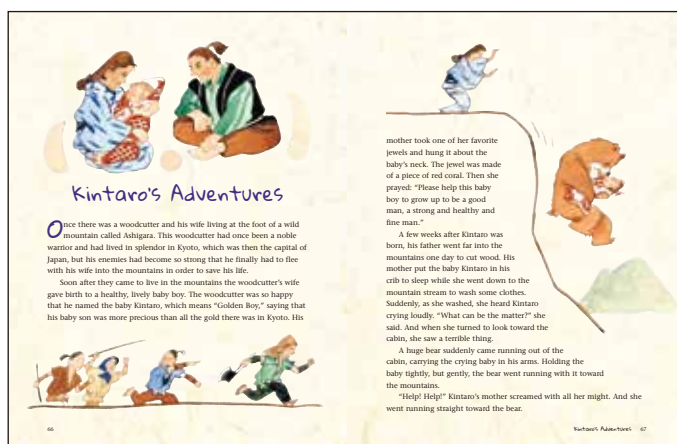 Kintaro's Adventures
Once there was a woodcutter and his wife living at the foot of a wild
mountain called Ashigara. This woodcutter had once been a noble
warrior and had lived in splendor in Kyoto, which was then the capital of
Japan, but his enemies had become so strong that he finally had to flee
with his wife into the mountains in order to save his life.
Soon after they came to live in the mountains the woodcutter's wife
gave birth to a healthy, lively baby boy. The woodcutter was so happy
that he named the baby Kintaro, which means “Golden Boy,” saying that
his baby son was more precious than all the gold there was in Kyoto. His
66
mother took one of her favorite
jewels and hung it about the
baby's neck. The jewel was made
of a piece of red coral. Then she
prayed: “Please help this baby
boy to grow up to be a good
man, a strong and healthy and
fine man.”
A few weeks after Kintaro was
born, his father went far into the
mountains one day to cut wood. His
mother put the baby Kintaro in his
crib to sleep while she went down to the
mountain stream to wash some clothes.
Suddenly, as she washed, she heard Kintaro
crying loudly. “What can be the matter?” she
said. And when she turned to look toward the
cabin, she saw a terrible thing.
A huge bear suddenly came running out of the
cabin, carrying the crying baby in his arms. Holding the
baby tightly, but gently, the bear went running with it toward
the mountains.
“Help! Help!” Kintaro's mother screamed with all her might. And she
went running straight toward the bear.
Kintaro's Adventures 67